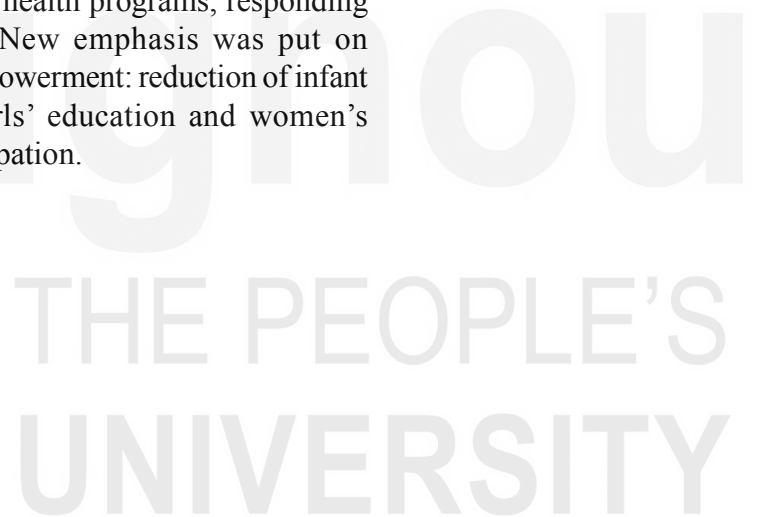 health programs, responding
New emphasis was put on
owerment: reduction of infant
rls’ education and women’s
pation.
ignou
THE PEOPLE’S
UNIVERSITY